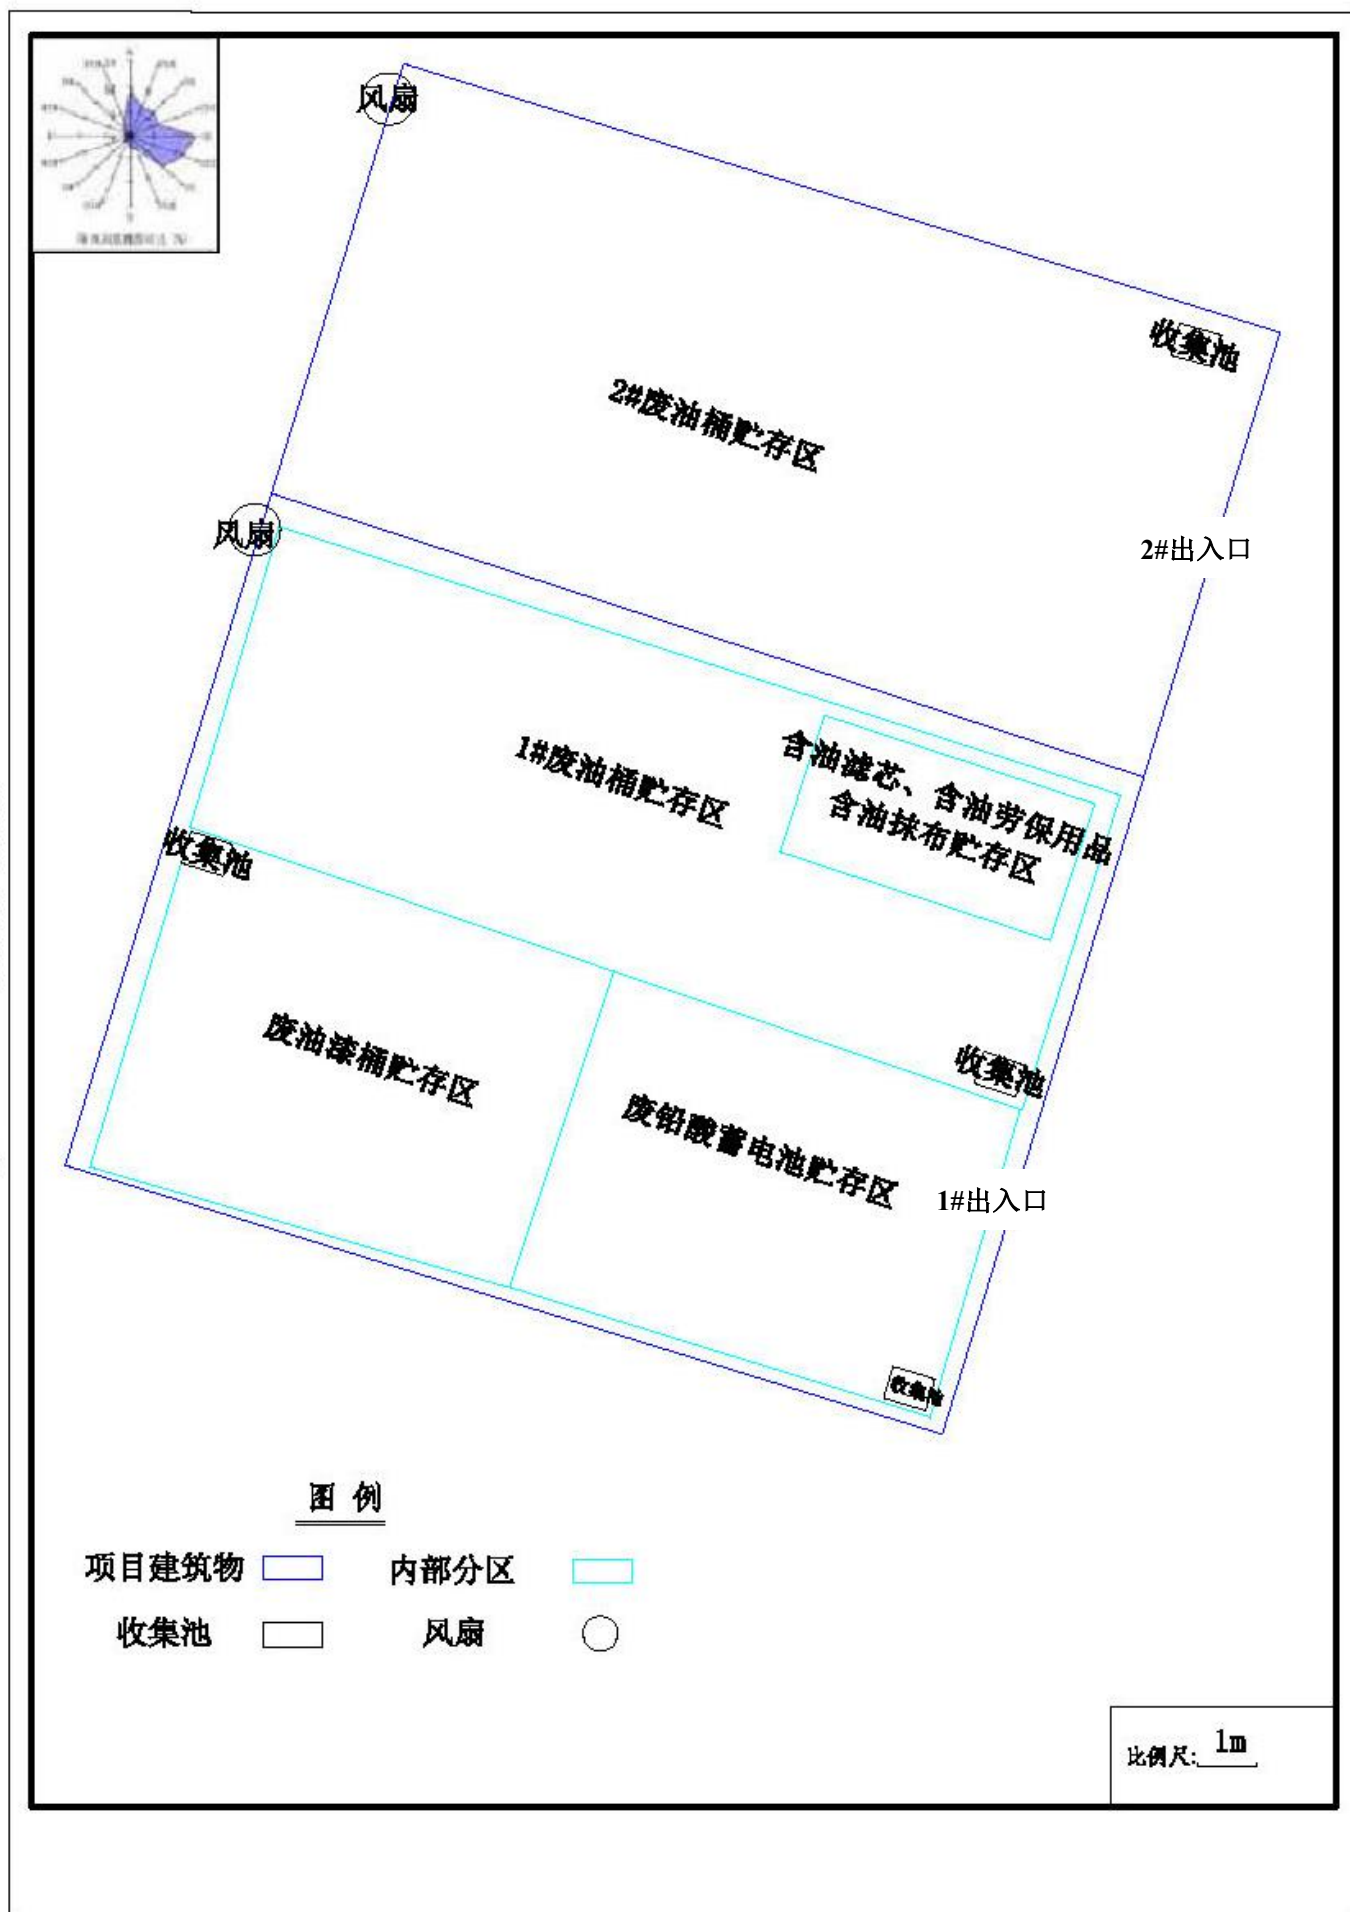 风扇
收集池
2#废油桶贮存区
风扇
2#出入口
1#废油桶贮存区
含油滤芯、含油劳保用品
含油抹布贮存区
收集池
废油漆桶贮存区
收集池
废铅酸蓄电池贮存区
1#出入口
收集池
图 例
项目建筑物
内部分区
收集池
风扇
比例尺:
1m